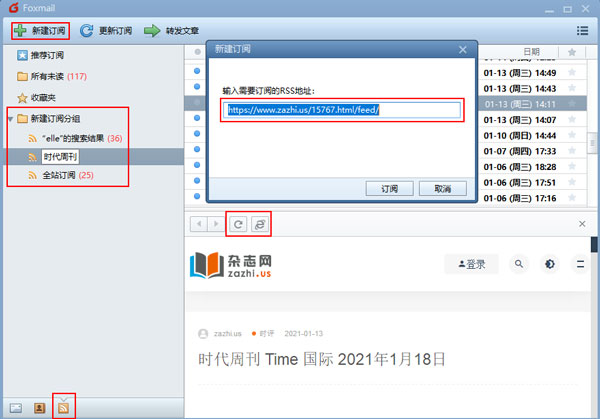 Foxmail
新建订阅
更新订阅
转发文章
推荐订阅
所有未读 (117)
收藏夹
新建订阅分组
"elle"的搜索结果 (36)
时代周刊
全站订阅 (25)
日期
01-13 (周三) 14:49
01-13 (周三) 14:44
01-13 (周三) 14:11
01-13 (周三) 14:07
01-10 (周日) 14:44
01-07 (周四) 17:33
01-06 (周三) 18:28
01-06 (周三) 17:51
01-06 (周三) 17:16
新建订阅
输入需要订阅的RSS地址:
https://www.zazhi.us/15767.html/feed/
订阅
取消
杂志网
zazhi.us
登录
zazhi.us 时评 2021-01-13
时代周刊 Time 国际 2021年1月18日